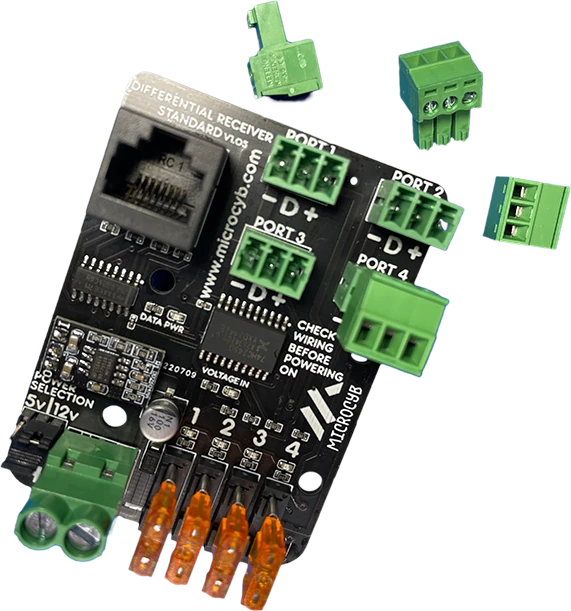 DIFFERENTIAL RECEIVER
STANDARD V1.05
RC 1
www.microcyb.com
PORT 1
- D +
PORT 2
- D +
PORT 3
- D +
PORT 4
DATA PWR
CHECK
WIRING
BEFORE
POWERING
ON
220709
VOLTAGE IN
POWER
SELECTION
5v|12v
1
2
3
4
MICROCYB